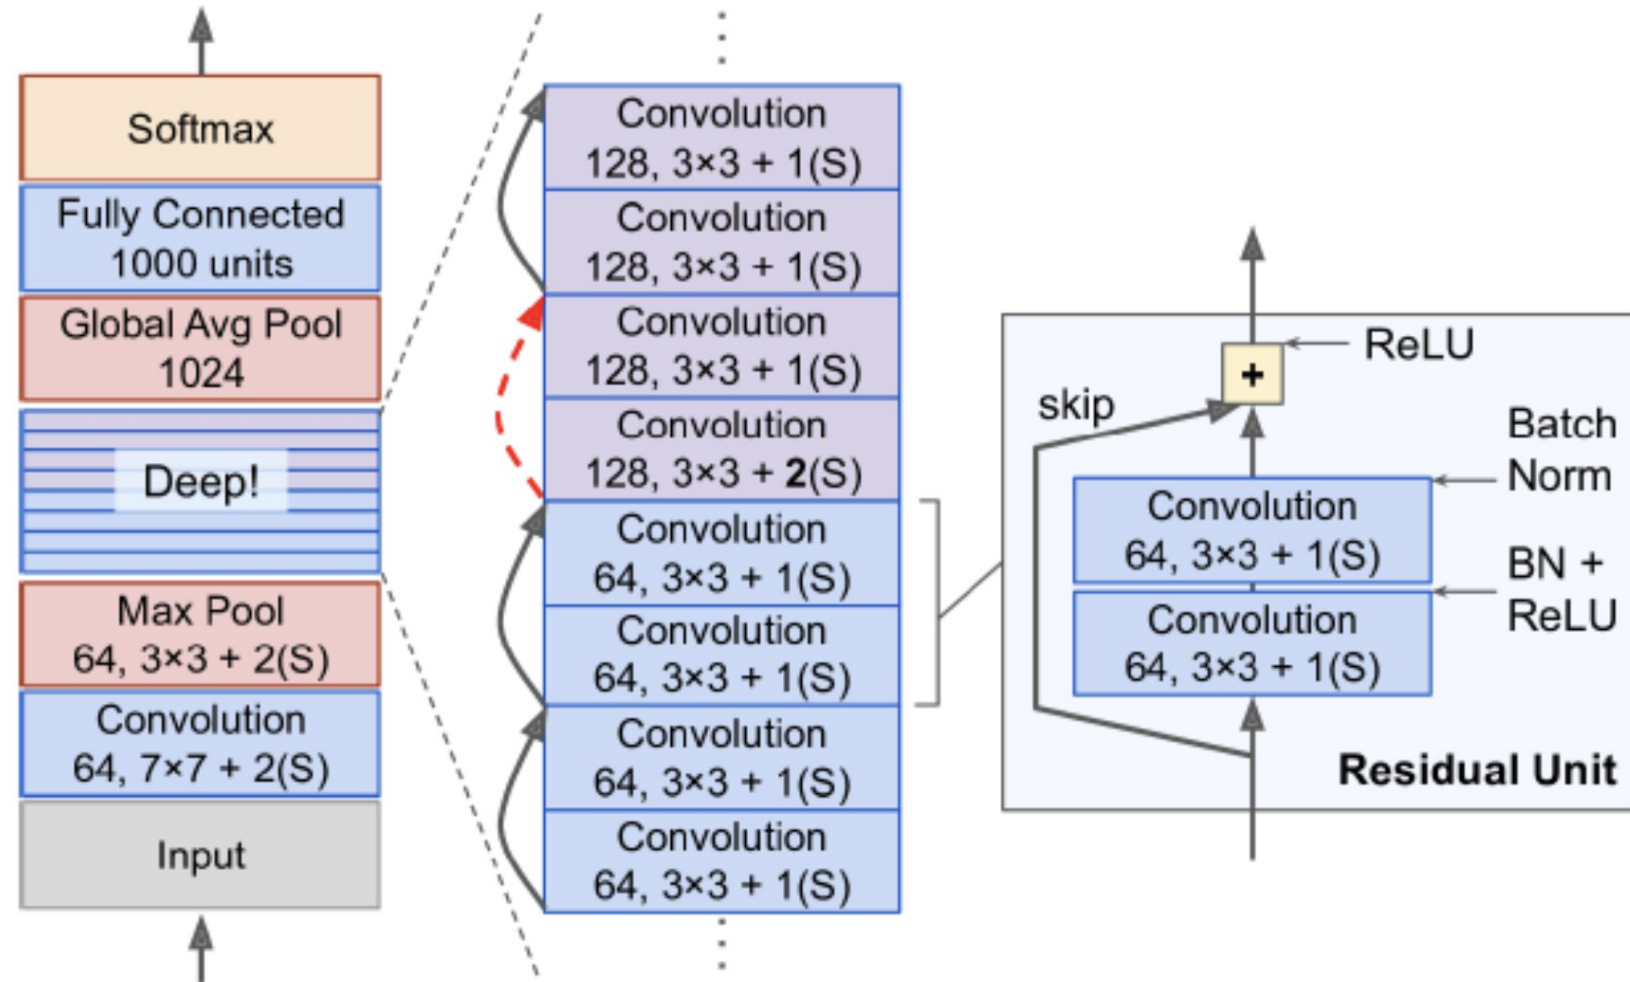 Softmax
Fully Connected
1000 units
Global Avg Pool
1024
Deep!
Max Pool
64, 3×3 + 2(S)
Convolution
64, 7×7 + 2(S)
Input
Convolution
128, 3×3 + 1(S)
Convolution
128, 3×3 + 1(S)
Convolution
128, 3×3 + 1(S)
Convolution
128, 3×3 + 2(S)
Convolution
64, 3×3 + 1(S)
Convolution
64, 3×3 + 1(S)
Convolution
64, 3×3 + 1(S)
Convolution
64, 3×3 + 1(S)
ReLU
+
skip
Batch
Norm
Convolution
64, 3×3 + 1(S)
BN +
ReLU
Convolution
64, 3×3 + 1(S)
Residual Unit